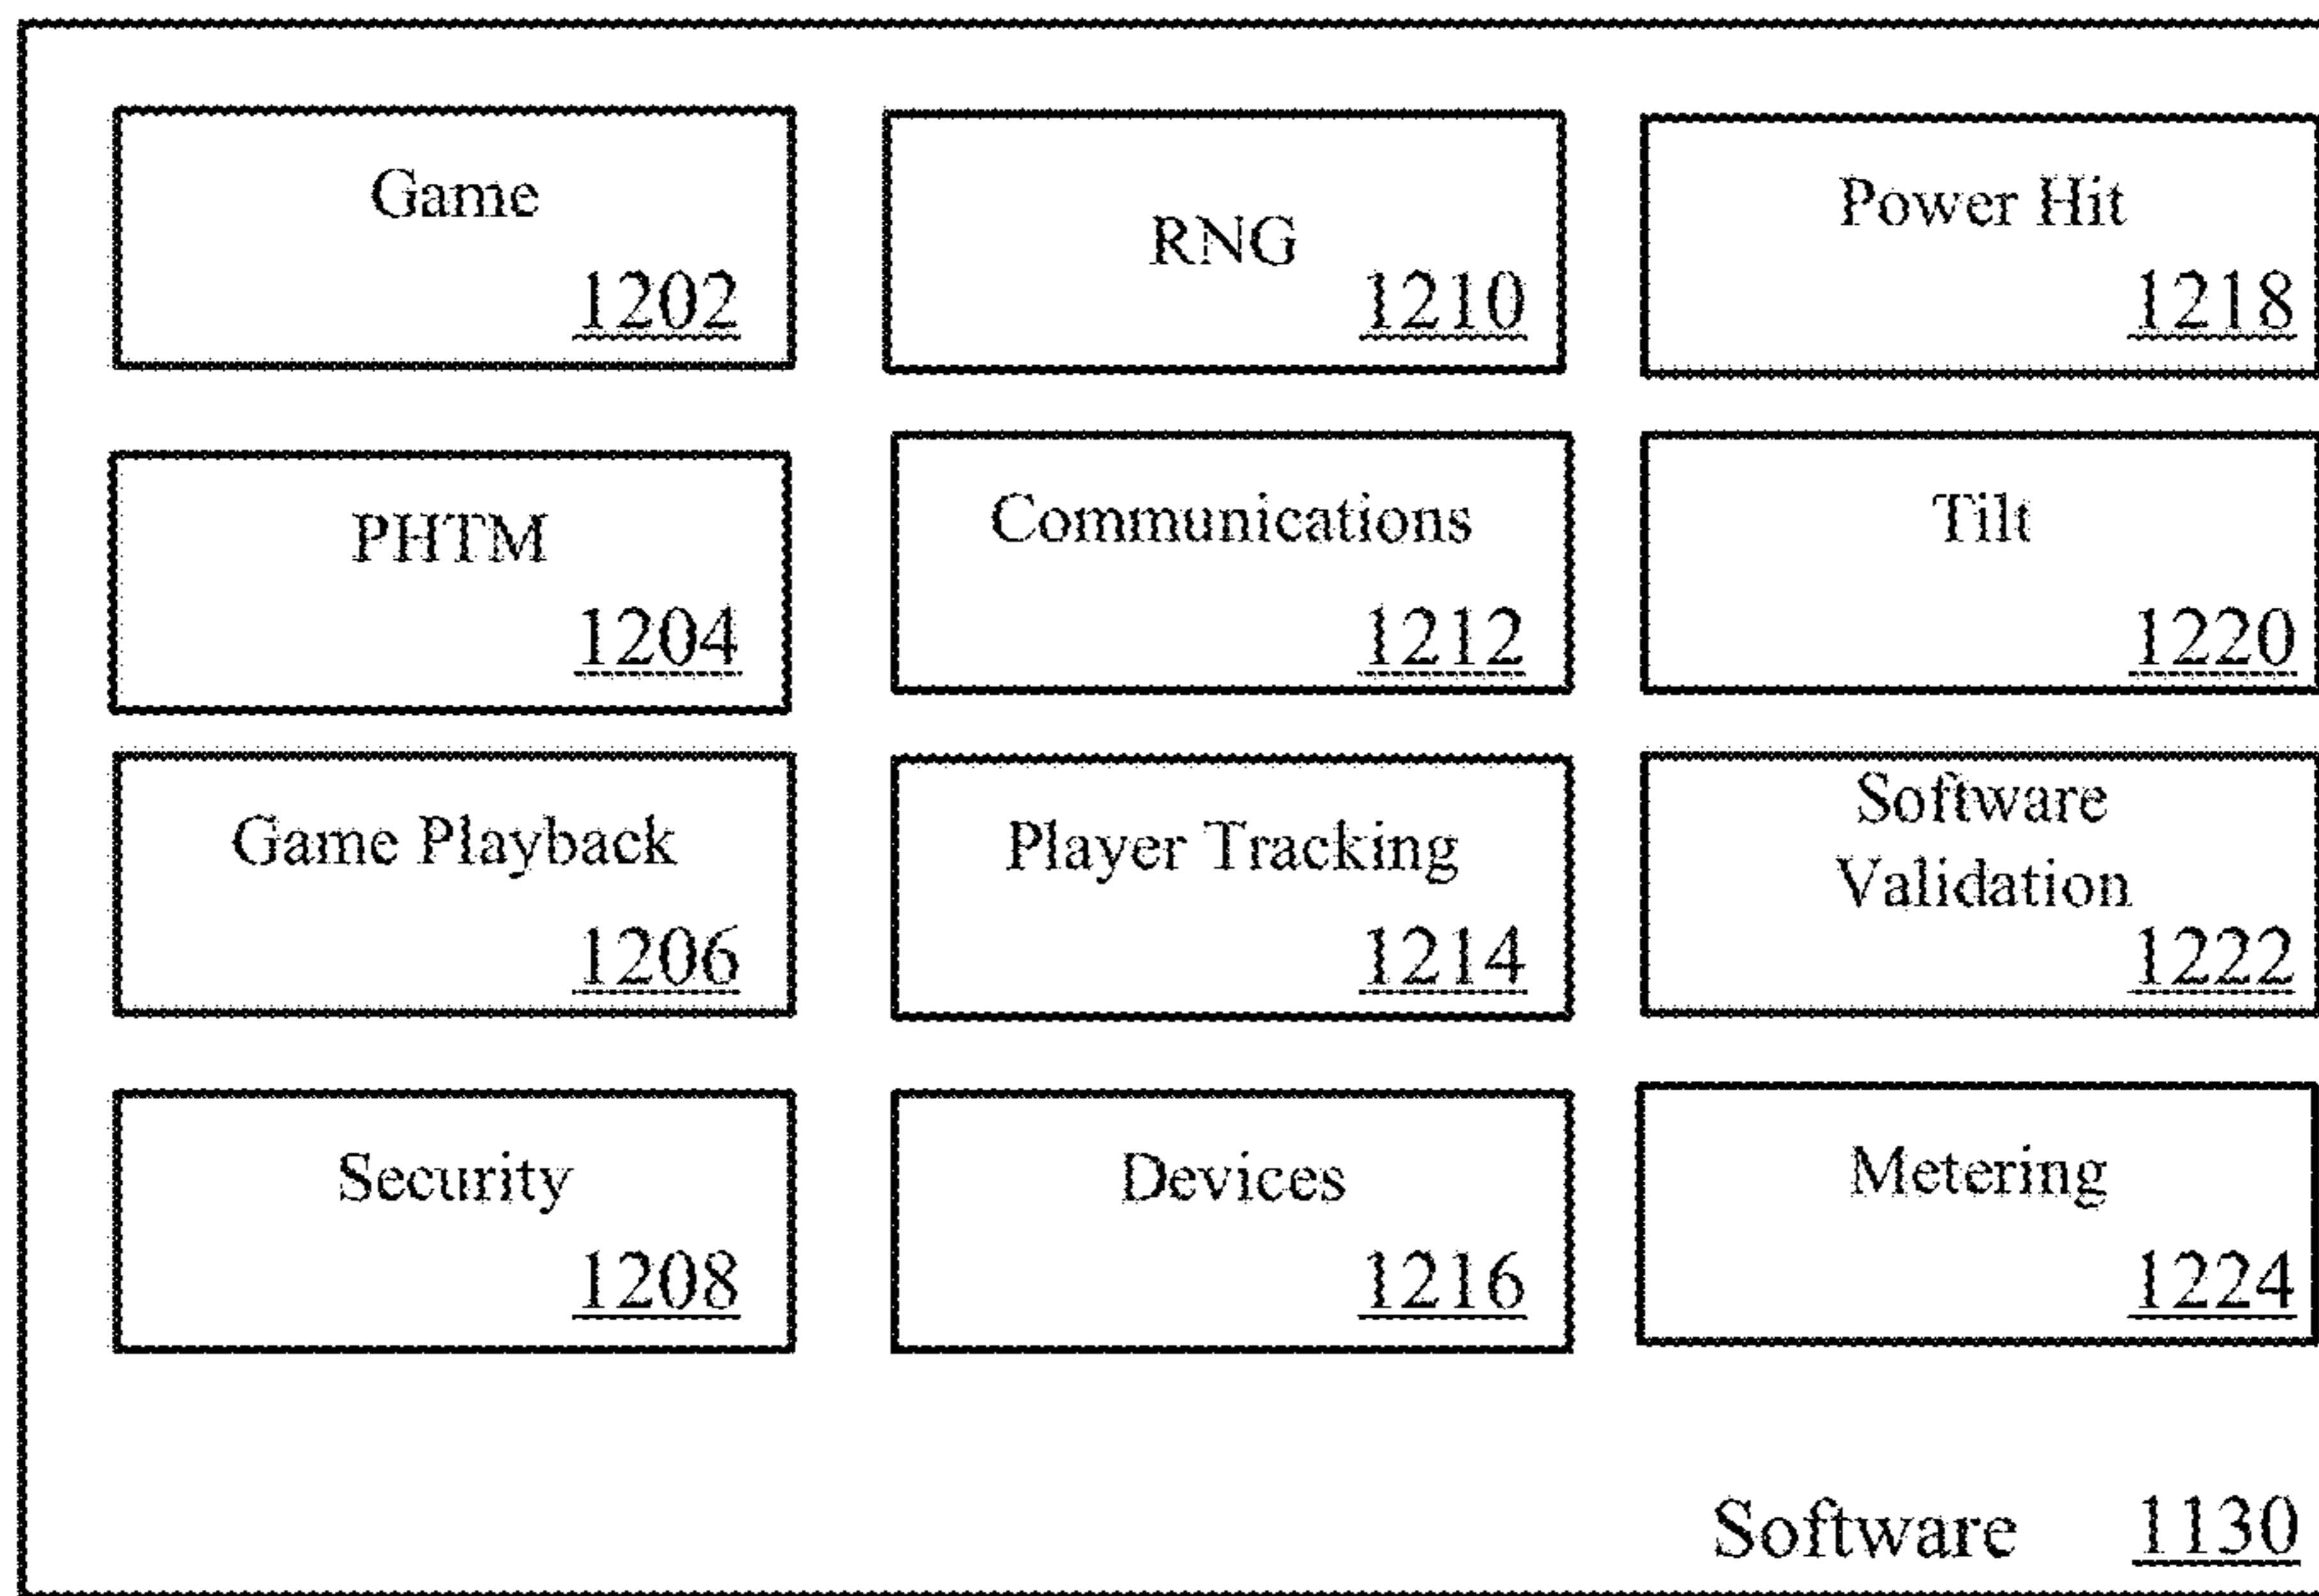 Game
1202
RNG
1210
Power Hit
1218
PHTM
1204
Communications
1212
Tilt
1220
Game Playback
1206
Player Tracking
1214
Software
Validation
1222
Security
1208
Devices
1216
Metering
1224
Software 1130